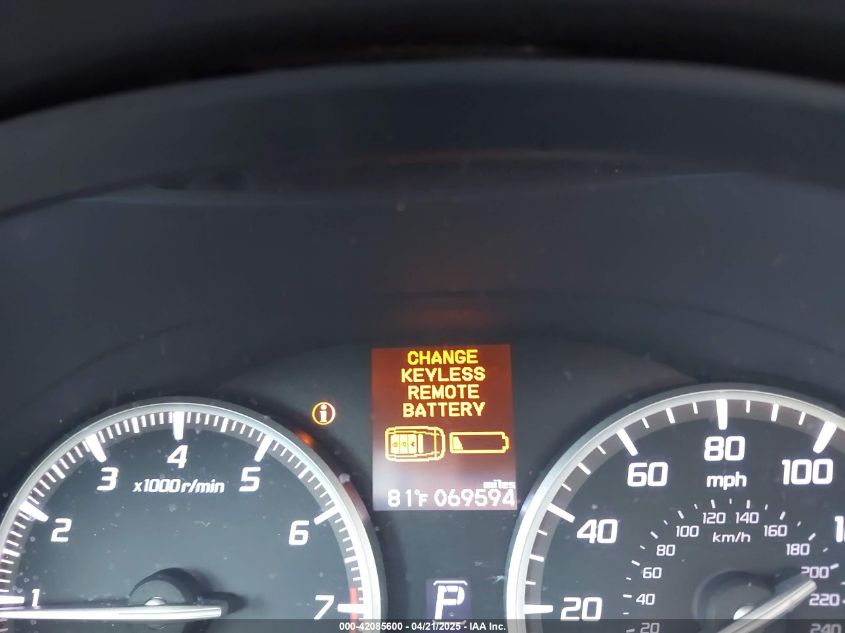 CHANGE
KEYLESS
REMOTE
BATTERY
miles
81°F 069594
1
2
3
4
5
6
7
x1000r/min
P
20
40
60
80
100
mph
20
40
60
80
100
120
140
160
180
200
220
240
km/h
000-42085600 - 04/21/2025 - IAA Inc.